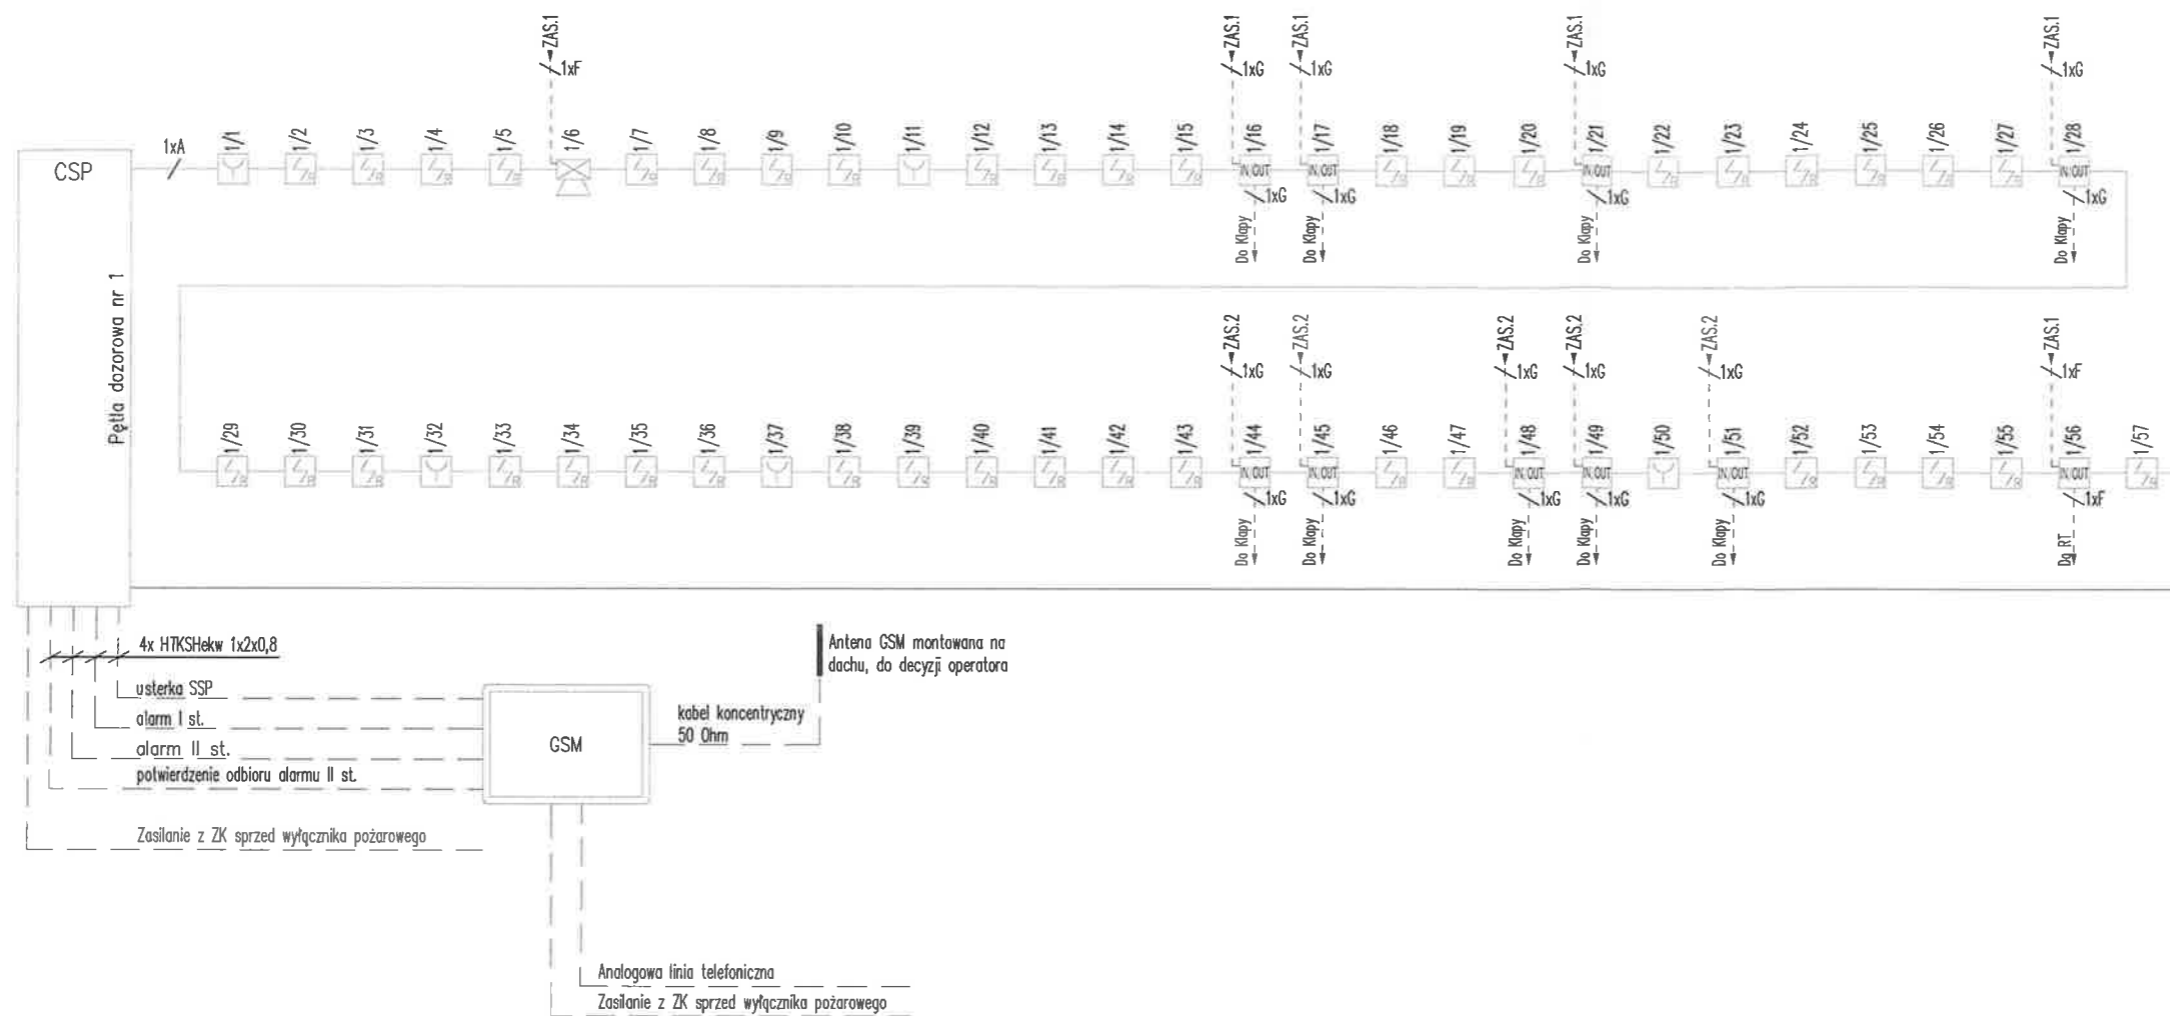 ZAS.1
ZAS.1
ZAS.1
ZAS.1
ZAS.1
1xF
1xG
1xG
1xG
1xG
CSP
1xA
1/1
1/2
1/3
1/4
1/5
1/6
1/7
1/8
1/9
1/10
1/11
1/12
1/13
1/14
1/15
1/16
1/17
1/18
1/19
1/20
1/21
1/22
1/23
1/24
1/25
1/26
1/27
1/28
IN OUT
IN OUT
IN OUT
IN OUT
1xG
1xG
1xG
1xG
Do Klapy
Do Klapy
Do Klapy
Do Klapy
Pętla dozorowa nr 1
ZAS.2
ZAS.2
ZAS.2
ZAS.2
ZAS.2
ZAS.1
1xG
1xG
1xG
1xG
1xG
1xF
1/29
1/30
1/31
1/32
1/33
1/34
1/35
1/36
1/37
1/38
1/39
1/40
1/41
1/42
1/43
1/44
1/45
1/46
1/47
1/48
1/49
1/50
1/51
1/52
1/53
1/54
1/55
1/56
1/57
IN OUT
IN OUT
IN OUT
IN OUT
IN OUT
IN OUT
1xG
1xG
1xG
1xG
1xG
1xF
Do Klapy
Do Klapy
Do Klapy
Do Klapy
Do Klapy
Do RT
4x HTKSHekw 1x2x0,8
usterka SSP
alarm I st.
alarm II st.
potwierdzenie odbioru alarmu II st.
Zasilanie z ZK sprzed wyłącznika pożarowego
GSM
kabel koncentryczny
50 Ohm
Antena GSM montowana na
dachu, do decyzji operatora
Analogowa linia telefoniczna
Zasilanie z ZK sprzed wyłącznika pożarowego